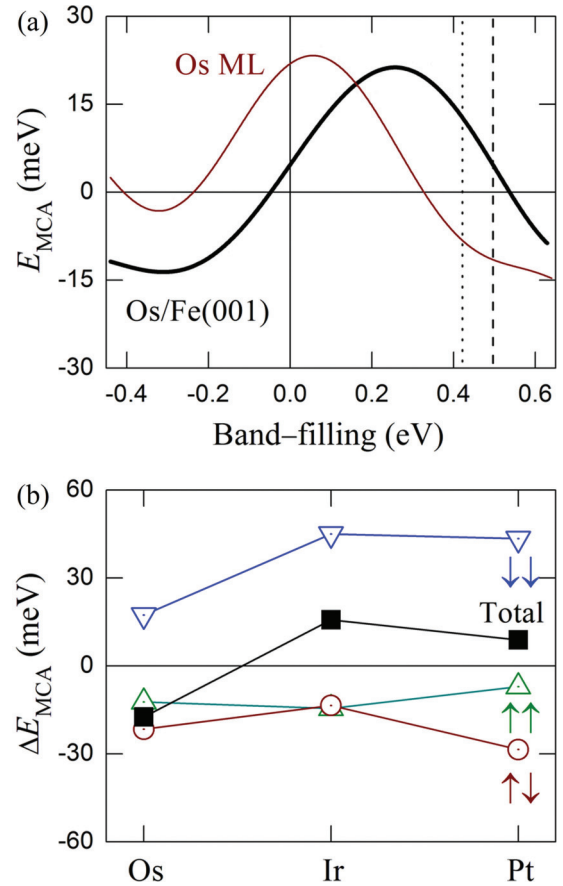 (a)
30
15
0
-15
-30
E_MCA (meV)
Os ML
Os/Fe(001)
-0.4 -0.2 0.0 0.2 0.4 0.6
Band–filling (eV)
(b)
60
30
0
-30
-60
ΔE_MCA (meV)
↓↓
Total
↑↑
↑↓
Os Ir Pt